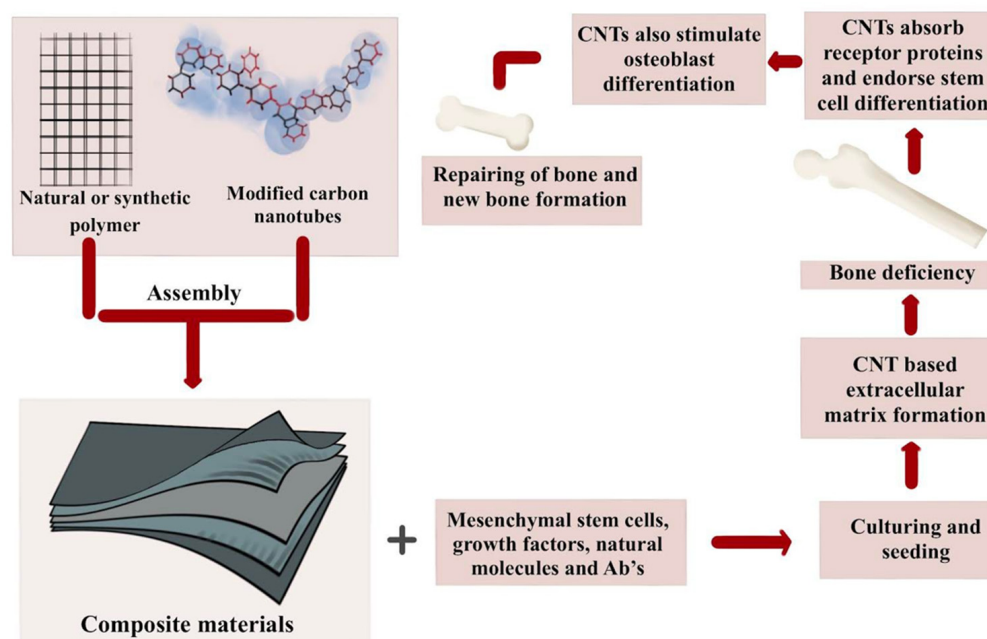 Natural or synthetic
polymer
Modified carbon
nanotubes
Assembly
Composite materials
+
Mesenchymal stem cells,
growth factors, natural
molecules and Ab's
Culturing and
seeding
CNT based
extracellular
matrix formation
Bone deficiency
CNTs absorb
receptor proteins
and endorse stem
cell differentiation
CNTs also stimulate
osteoblast
differentiation
Repairing of bone and
new bone formation